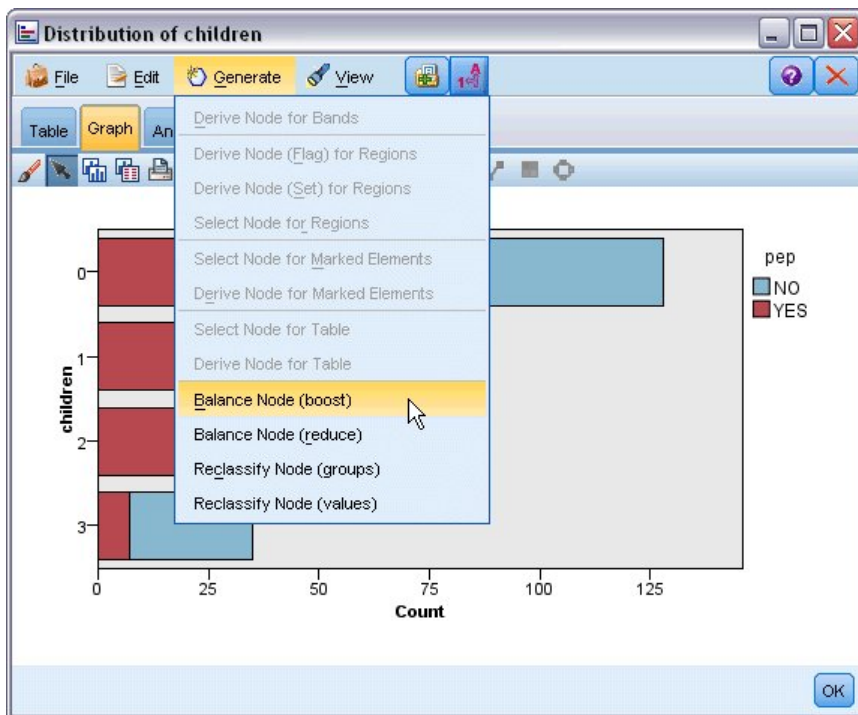 Distribution of children
File Edit Generate View
Table Graph An
Derive Node for Bands
Derive Node (Flag) for Regions
Derive Node (Set) for Regions
Select Node for Regions
Select Node for Marked Elements
Derive Node for Marked Elements
Select Node for Table
Derive Node for Table
Balance Node (boost)
Balance Node (reduce)
Reclassify Node (groups)
Reclassify Node (values)
children
0
1
2
3
0 25 50 75 100 125
Count
pep
NO
YES
OK